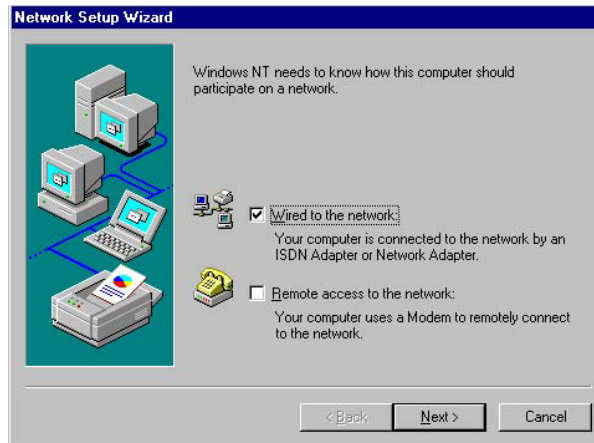 Network Setup Wizard
Windows NT needs to know how this computer should
participate on a network.
Wired to the network:
Your computer is connected to the network by an
ISDN Adapter or Network Adapter.
Remote access to the network:
Your computer uses a Modem to remotely connect
to the network.
< Back
Next >
Cancel